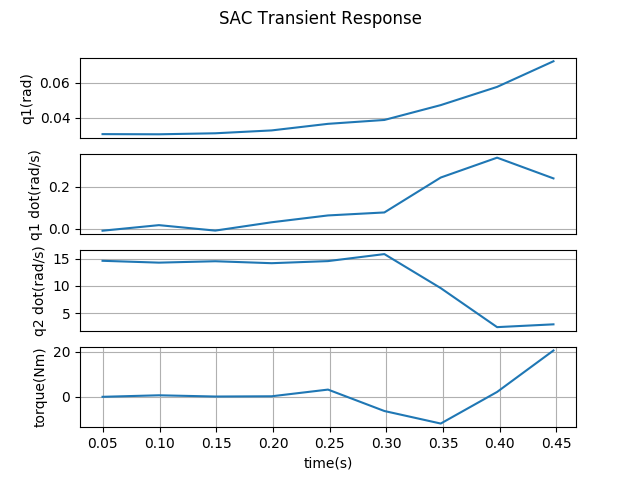 SAC Transient Response
q1(rad)
0.06
0.04
q1 dot(rad/s)
0.2
0.0
q2 dot(rad/s)
15
10
5
torque(Nm)
20
0
0.05 0.10 0.15 0.20 0.25 0.30 0.35 0.40 0.45
time(s)